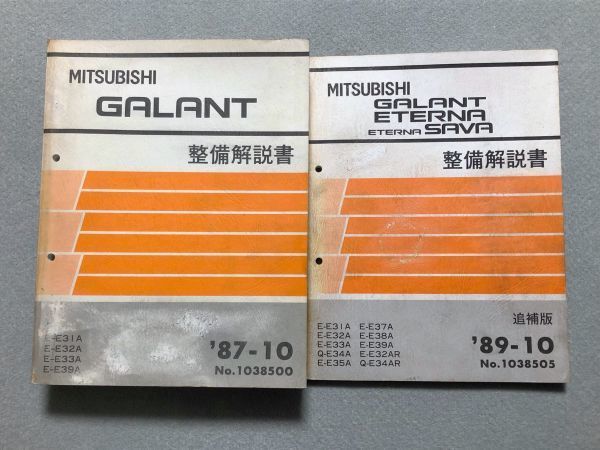 MITSUBISHI
GALANT
整備解説書
E-E31A
E-E32A
E-E33A
E-E39A
'87-10
No.1038500
MITSUBISHI
GALANT
ETERNA
ETERNA SAVA
整備解説書
追補版
E-E31A E-E37A
E-E32A E-E38A
E-E33A E-E39A
Q-E34A E-E32AR
E-E35A Q-E34AR
'89-10
No.1038505